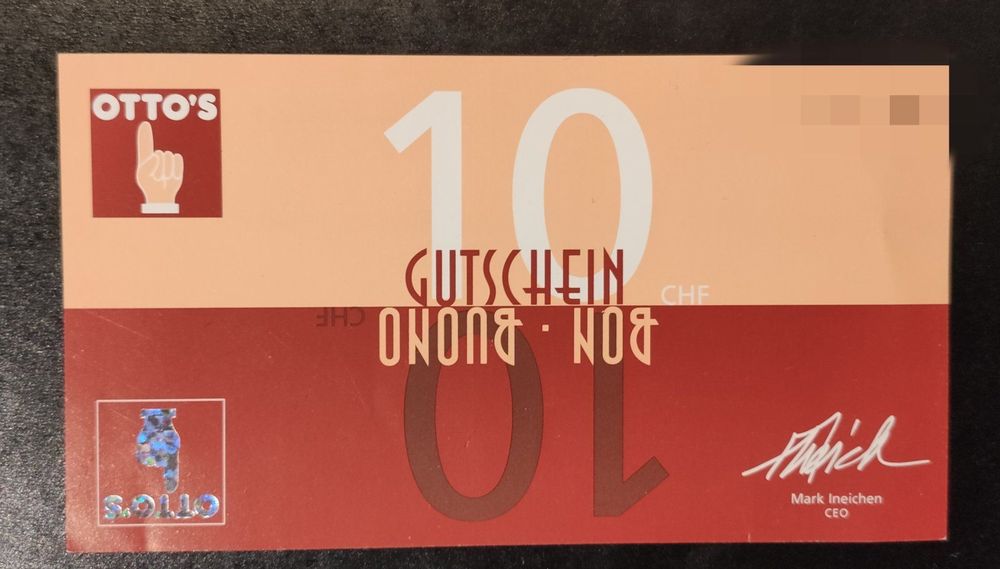 OTTO'S
10
GUTSCHEIN
CHF
CHF
BON · BUONO
10
OTTO'S
Mark Ineichen
CEO